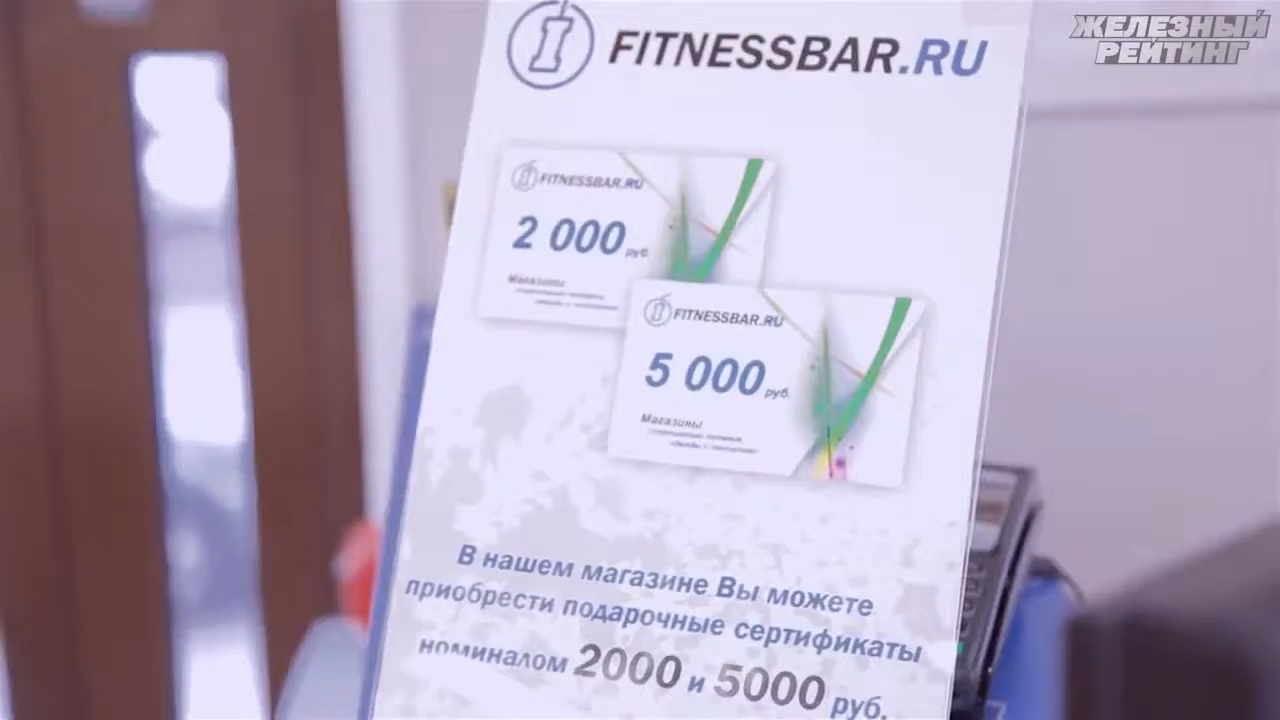 ЖЕЛЕЗНЫЙ
РЕЙТИНГ
FITNESSBAR.RU
FITNESSBAR.RU
2 000 руб.
Магазины
FITNESSBAR.RU
5 000 руб.
Магазины
В нашем магазине Вы можете
приобрести подарочные сертификаты
номиналом 2000 и 5000 руб.